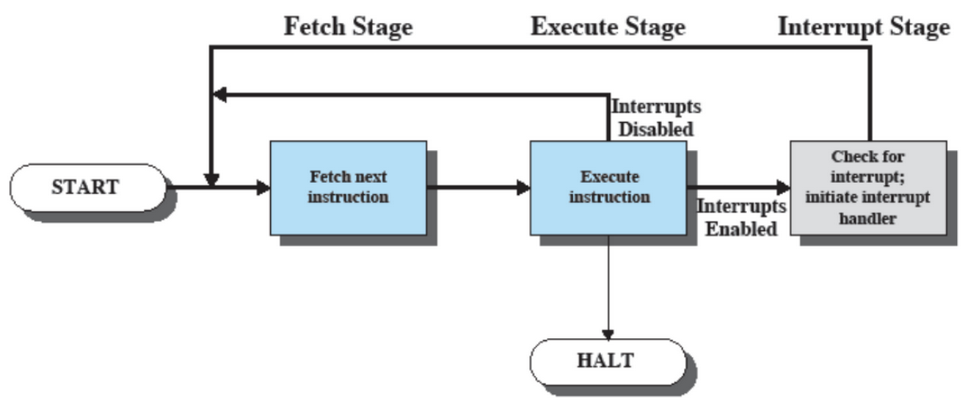 Fetch Stage
Execute Stage
Interrupt Stage
Interrupts
Disabled
START
Fetch next
instruction
Execute
instruction
Interrupts
Enabled
Check for
interrupt;
initiate interrupt
handler
HALT